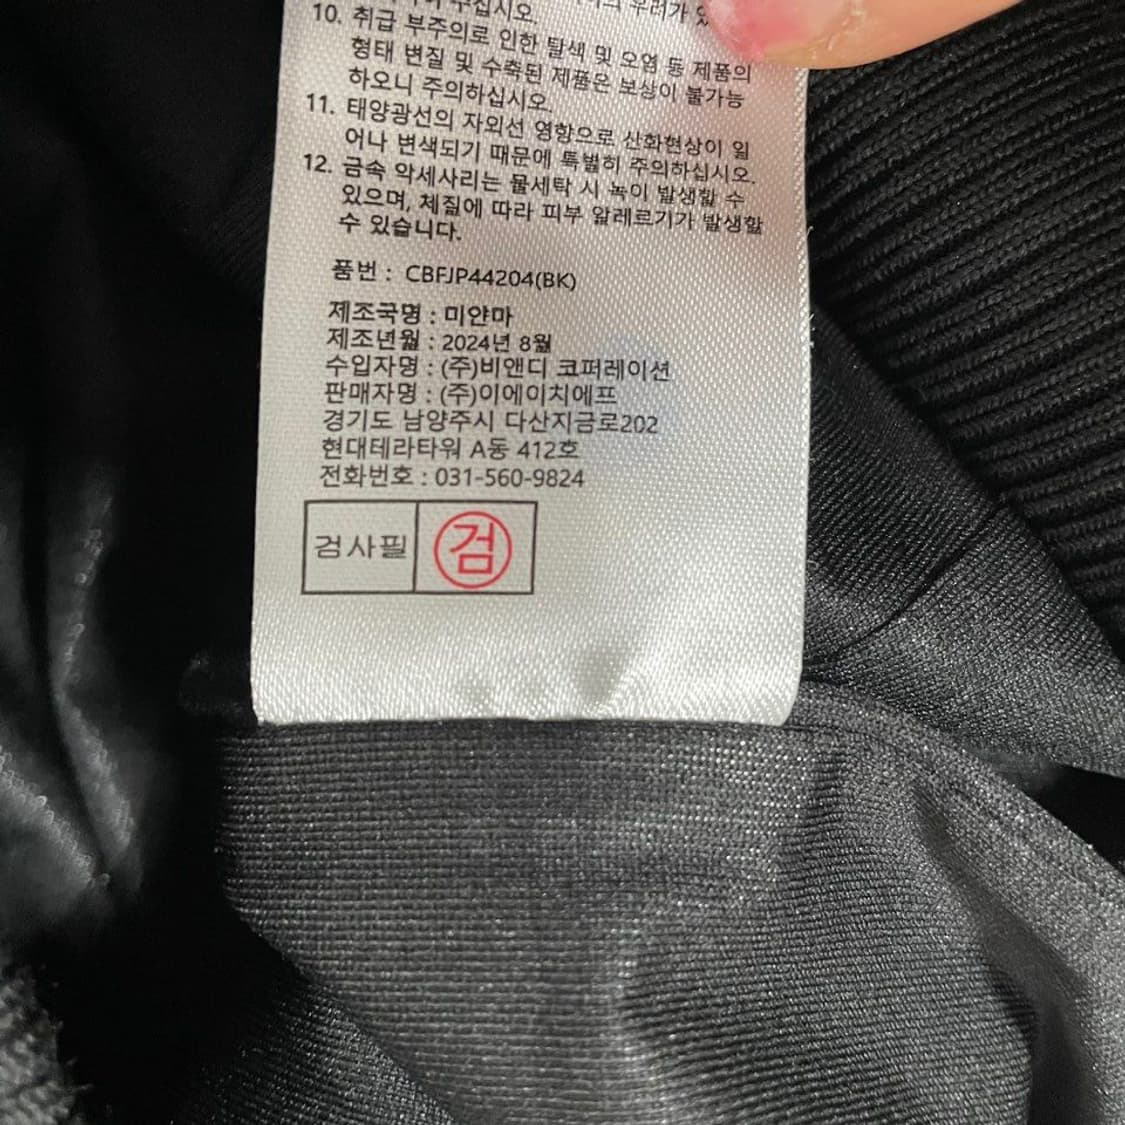 주십시오.
10. 취급 부주의로 인한 탈색 및 오염 등 제품의
형태 변질 및 수축된 제품은 보상이 불가능
하오니 주의하십시오.
11. 태양광선의 자외선 영향으로 산화현상이 일
어나 변색되기 때문에 특별히 주의하십시오.
12. 금속 악세사리는 물세탁 시 녹이 발생할 수
있으며, 체질에 따라 피부 알레르기가 발생할
수 있습니다.
품번 : CBFJP44204(BK)
제조국명 : 미얀마
제조년월 : 2024년 8월
수입자명 : (주)비앤디 코퍼레이션
판매자명 : (주)이에이치에프
경기도 남양주시 다산지금로202
현대테라타워 A동 412호
전화번호 : 031-560-9824
검사필 검